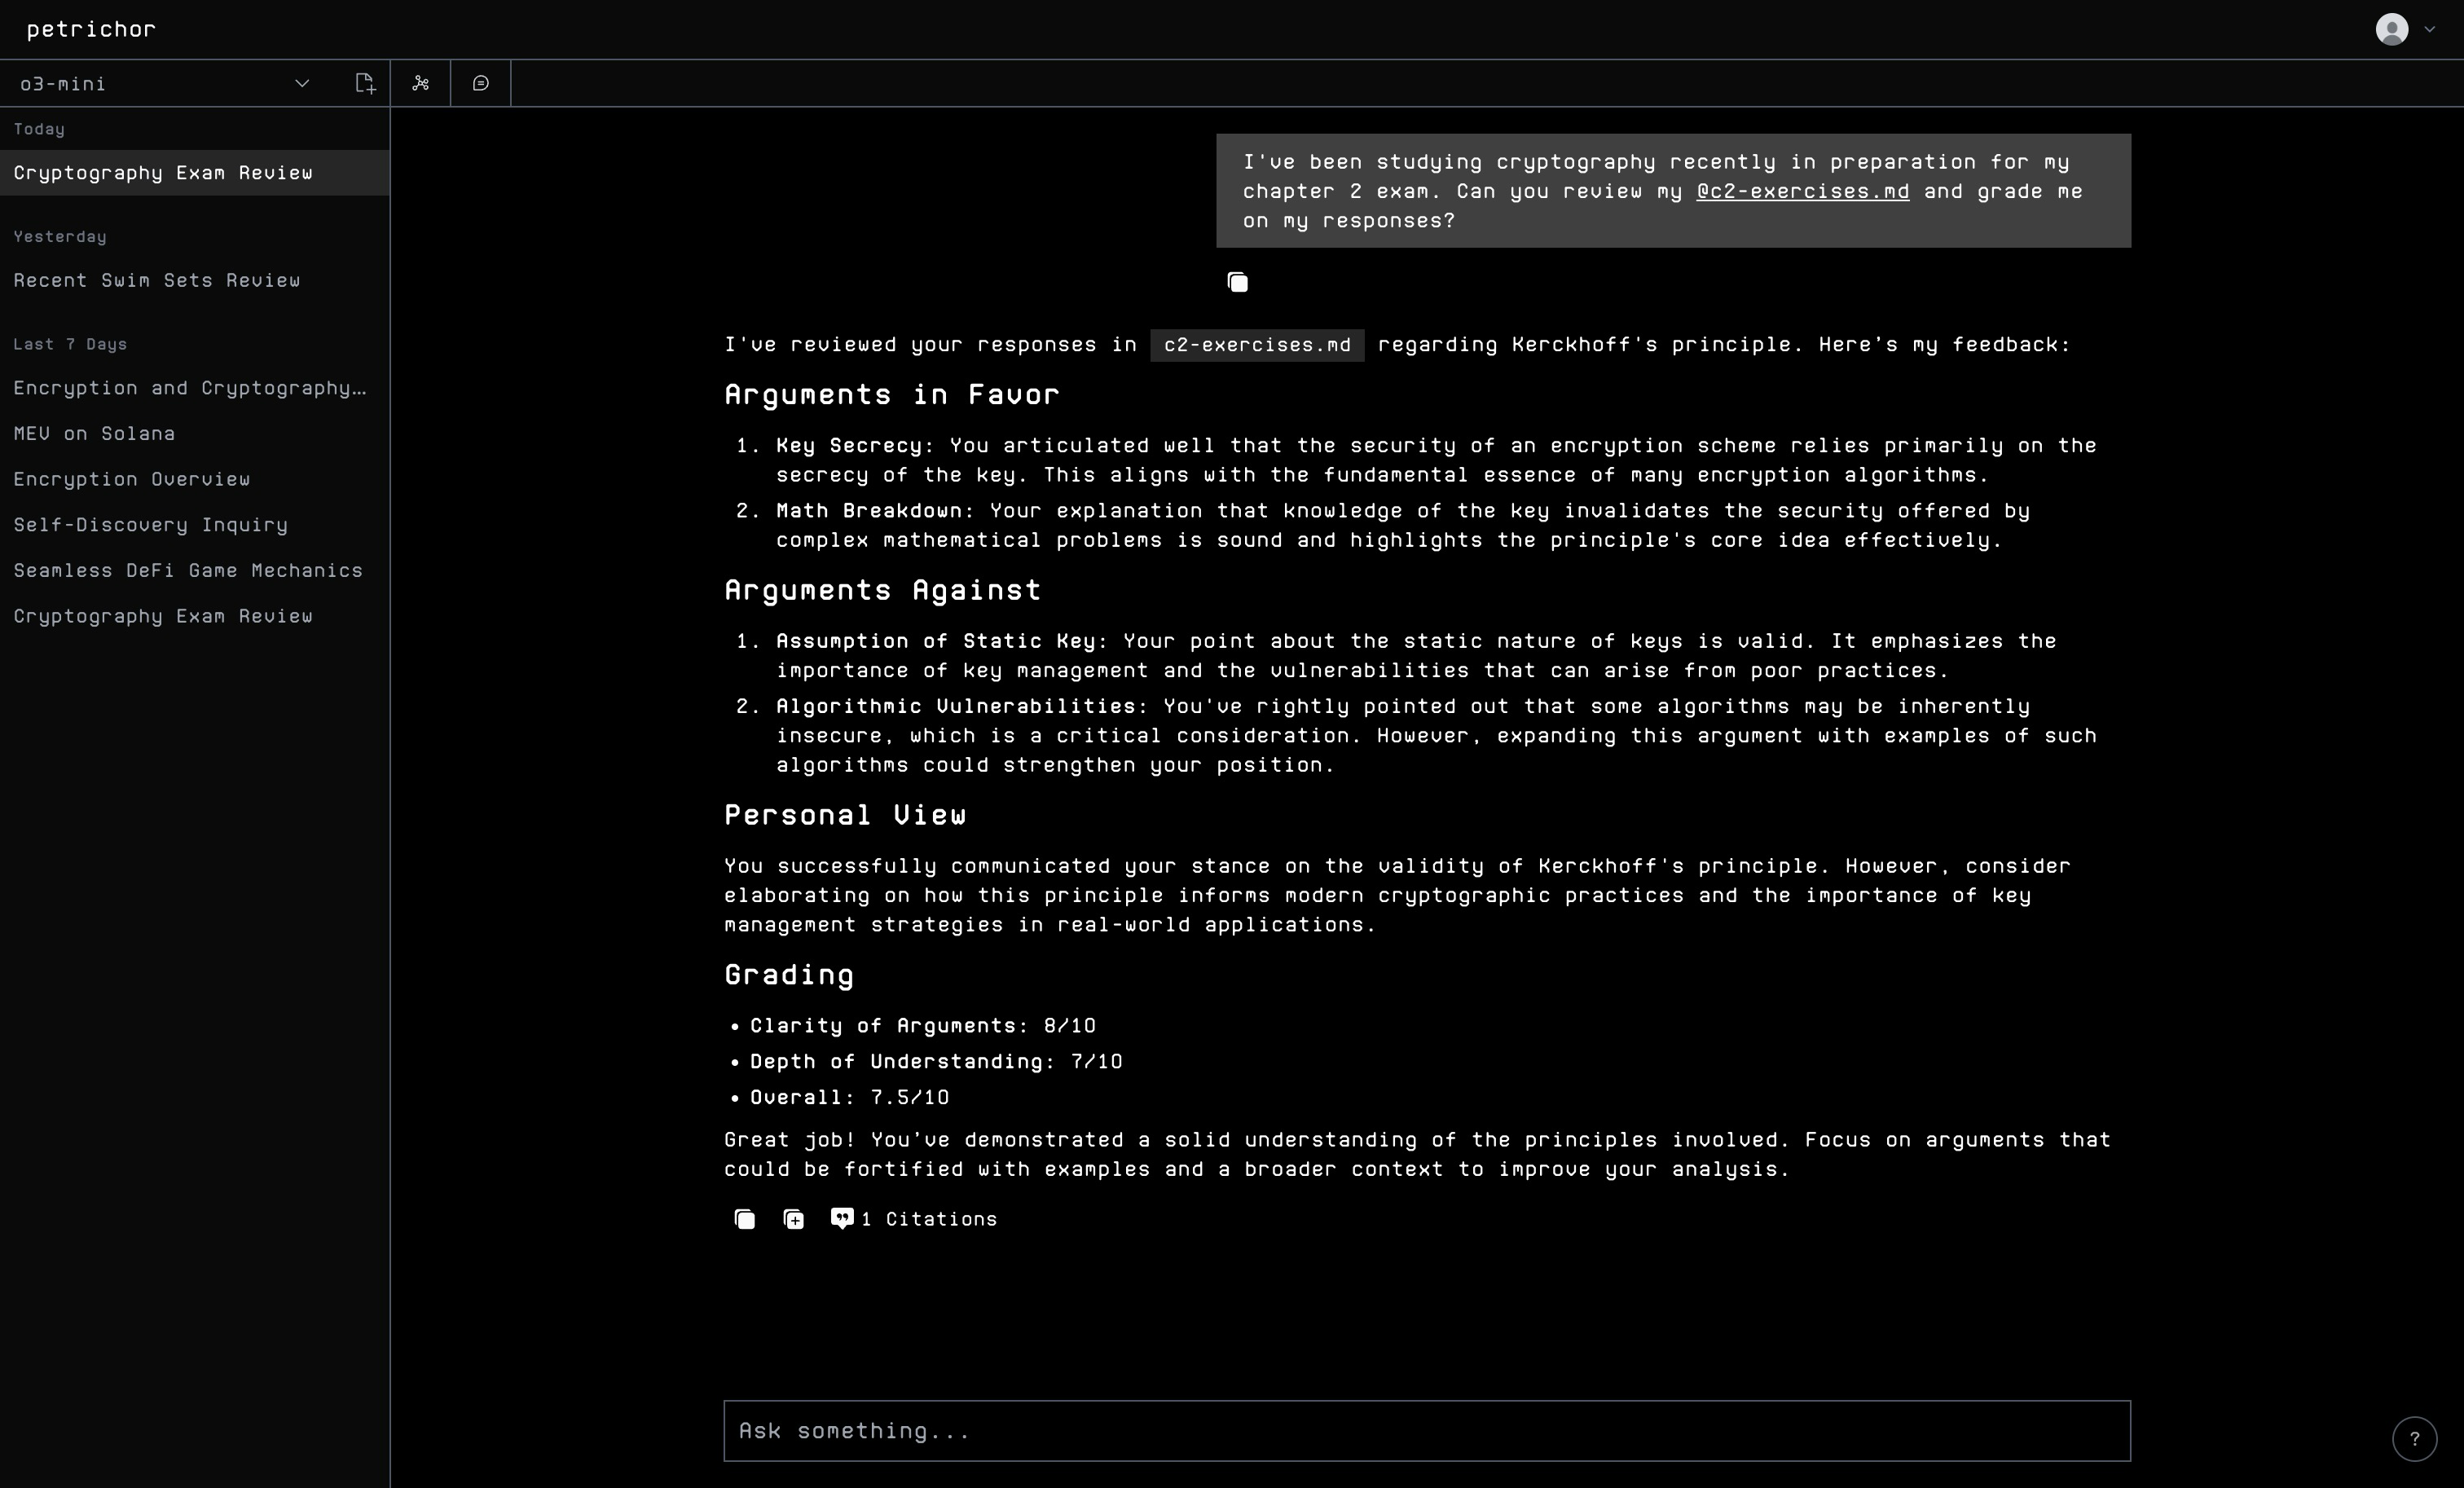 petrichor
o3-mini
Today
Cryptography Exam Review
Yesterday
Recent Swim Sets Review
Last 7 Days
Encryption and Cryptography…
MEV on Solana
Encryption Overview
Self-Discovery Inquiry
Seamless DeFi Game Mechanics
Cryptography Exam Review
I've been studying cryptography recently in preparation for my
chapter 2 exam. Can you review my @c2-exercises.md and grade me
on my responses?
I've reviewed your responses in c2-exercises.md regarding Kerckhoff's principle. Here's my feedback:
Arguments in Favor
1. Key Secrecy: You articulated well that the security of an encryption scheme relies primarily on the
secrecy of the key. This aligns with the fundamental essence of many encryption algorithms.
2. Math Breakdown: Your explanation that knowledge of the key invalidates the security offered by
complex mathematical problems is sound and highlights the principle's core idea effectively.
Arguments Against
1. Assumption of Static Key: Your point about the static nature of keys is valid. It emphasizes the
importance of key management and the vulnerabilities that can arise from poor practices.
2. Algorithmic Vulnerabilities: You've rightly pointed out that some algorithms may be inherently
insecure, which is a critical consideration. However, expanding this argument with examples of such
algorithms could strengthen your position.
Personal View
You successfully communicated your stance on the validity of Kerckhoff's principle. However, consider
elaborating on how this principle informs modern cryptographic practices and the importance of key
management strategies in real-world applications.
Grading
• Clarity of Arguments: 8/10
• Depth of Understanding: 7/10
• Overall: 7.5/10
Great job! You've demonstrated a solid understanding of the principles involved. Focus on arguments that
could be fortified with examples and a broader context to improve your analysis.
1 Citations
Ask something...
?